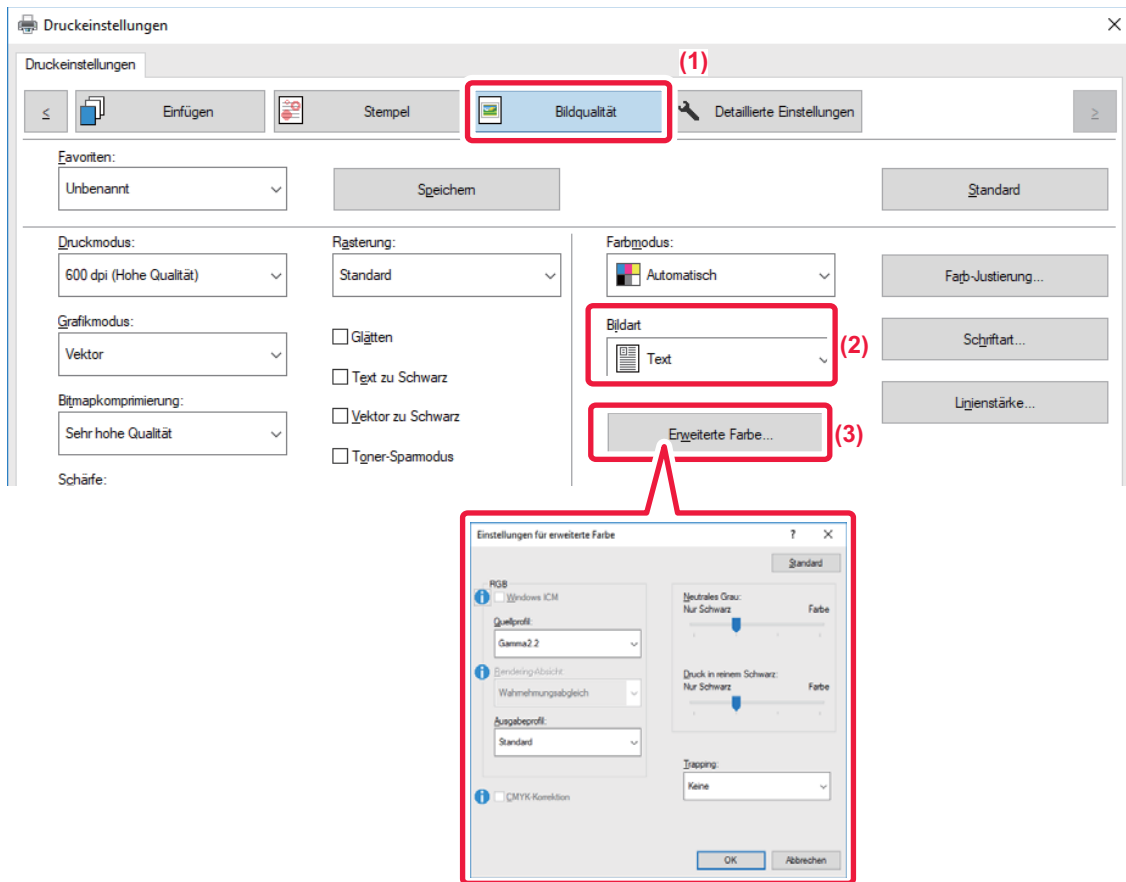 Druckeinstellungen
Druckeinstellungen
(1)
< Einfügen Stempel Bildqualität Detaillierte Einstellungen >
Favoriten:
Unbenannt Speichern Standard
Druckmodus: Rasterung: Farbmodus:
600 dpi (Hohe Qualität) Standard Automatisch Farb-Justierung...
Grafikmodus: Glätten Bildart
Vektor Text (2) Schriftart...
Text zu Schwarz
Bitmapkomprimierung: Vektor zu Schwarz Linienstärke...
Sehr hohe Qualität Erweiterte Farbe... (3)
Toner-Sparmodus
Schärfe:
Einstellungen für erweiterte Farbe ?
Standard
RGB
Windows ICM
Quellprofil:
Gamma2.2
Rendering-Absicht:
Wahrnehmungsabgleich
Ausgabeprofil:
Standard
CMYK-Korrektion
Neutrales Grau:
Nur Schwarz Farbe
Druck in reinem Schwarz:
Nur Schwarz Farbe
Trapping:
Keine
OK Abbrechen